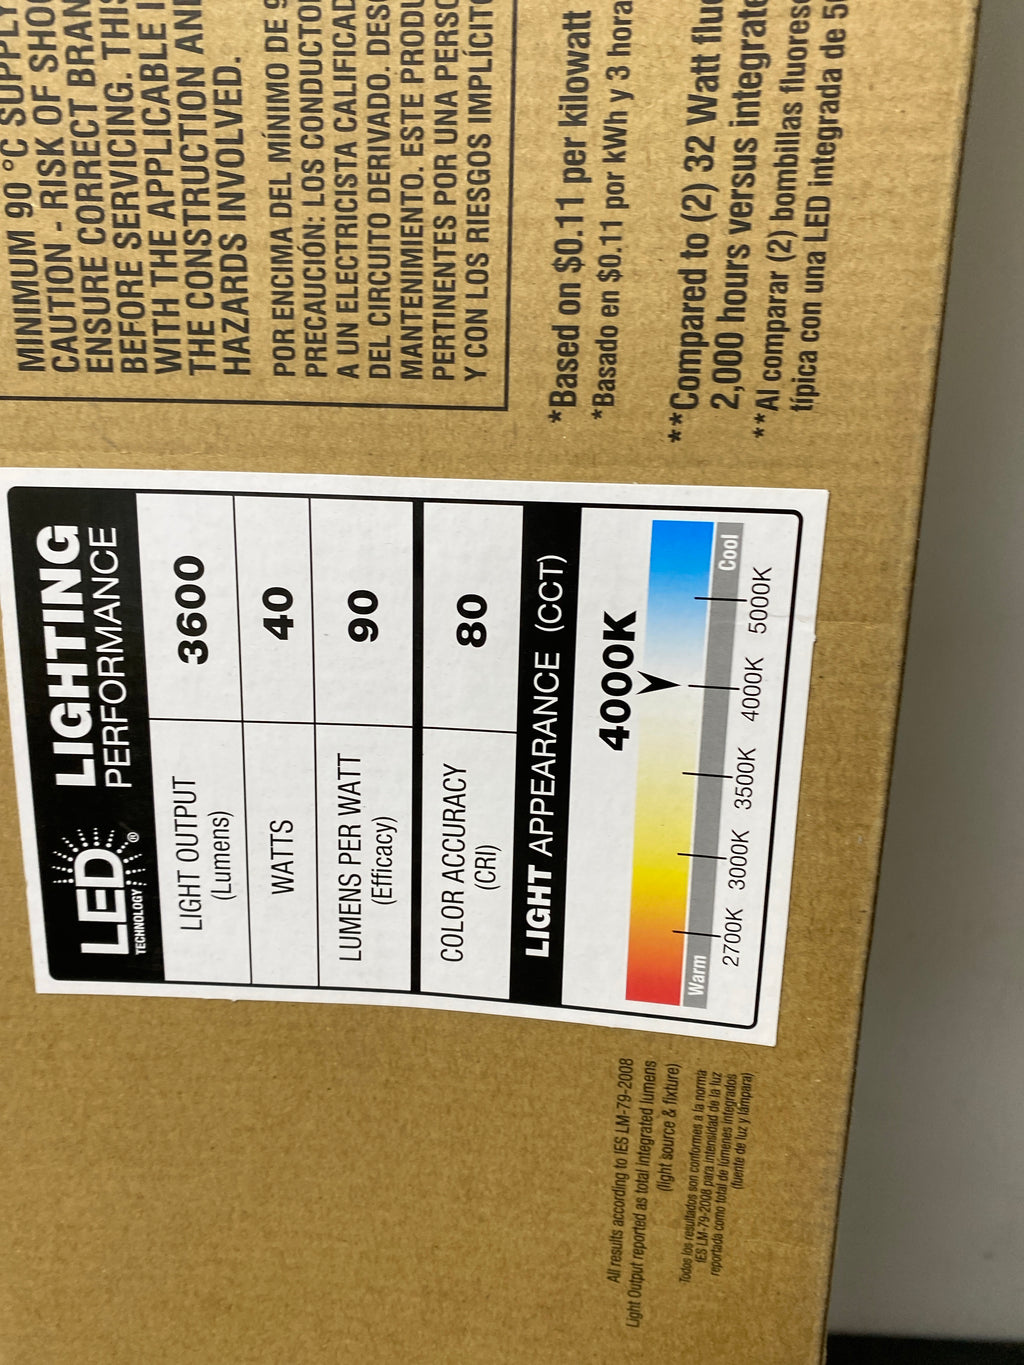 MINIMUM 90 °C SUPPLY
CAUTION - RISK OF SHOC
ENSURE CORRECT BRAN
BEFORE SERVICING. THIS
WITH THE APPLICABLE I
THE CONSTRUCTION AND
HAZARDS INVOLVED.
POR ENCIMA DEL MÍNIMO DE 9
PRECAUCIÓN: LOS CONDUCTO
A UN ELECTRICISTA CALIFICAD
DEL CIRCUITO DERIVADO. DES
MANTENIMIENTO. ESTE PRODU
PERTINENTES POR UNA PERSO
Y CON LOS RIESGOS IMPLÍCITO
*Based on $0.11 per kilowatt
*Basado en $0.11 por kWh y 3 hora
**Compared to (2) 32 Watt fluo
2,000 hours versus integrate
**Al comparar (2) bombillas fluores
típica con una LED integrada de 50
LED
TECHNOLOGY ®
LIGHTING
PERFORMANCE
LIGHT OUTPUT 3600
(Lumens)
WATTS 40
LUMENS PER WATT 90
(Efficacy)
COLOR ACCURACY 80
(CRI)
LIGHT APPEARANCE (CCT)
4000K
Warm Cool
2700K 3000K 3500K 4000K 5000K
All results according to IES LM-79-2008
Light Output reported as total integrated lumens
(light source & fixture)
Todos los resultados son conformes a la norma
IES LM-79-2008 para intensidad de la luz
reportada como total de lúmenes integrados
(fuente de luz y lámpara)